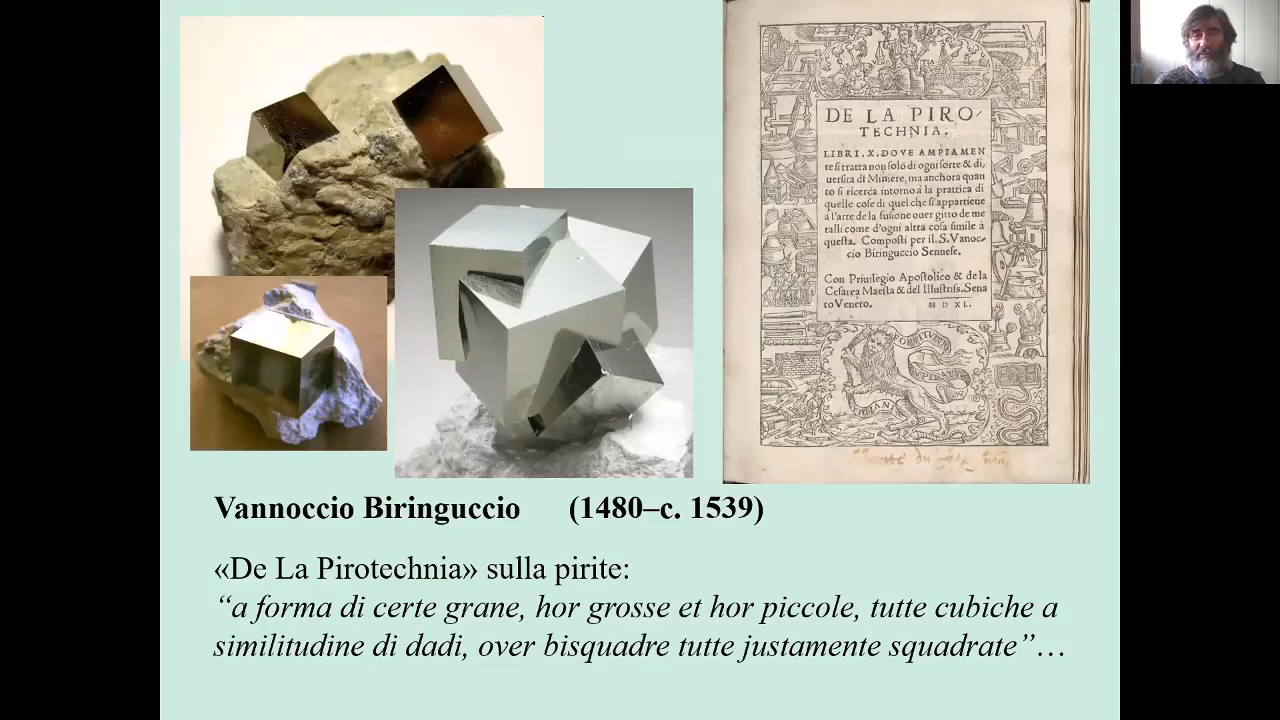 VE TIA
DE LA PIRO-
TECHNIA.
LIBRI. X. DOVE AMPIAMEN
te si tratta non solo di ogni sorte & di,
uersita di Miniere, ma anchora quan
to si ricerca intorno à la prattica di
quelle cose di quel che si appartiene
a l'arte de la fusione ouer gitto de me
talli come d'ogni altra cosa simile à
questa. Composti per il. S. Vanoc-
cio Biringuccio Sennese.
Con Priuilegio Apostolico & de la
Cesarea Maesta & del Illustriss. Sena
to Veneto. M D XL.
Vannoccio Biringuccio (1480–c. 1539)
«De La Pirotechnia» sulla pirite:
“a forma di certe grane, hor grosse et hor piccole, tutte cubiche a
similitudine di dadi, over bisquadre tutte justamente squadrate”…